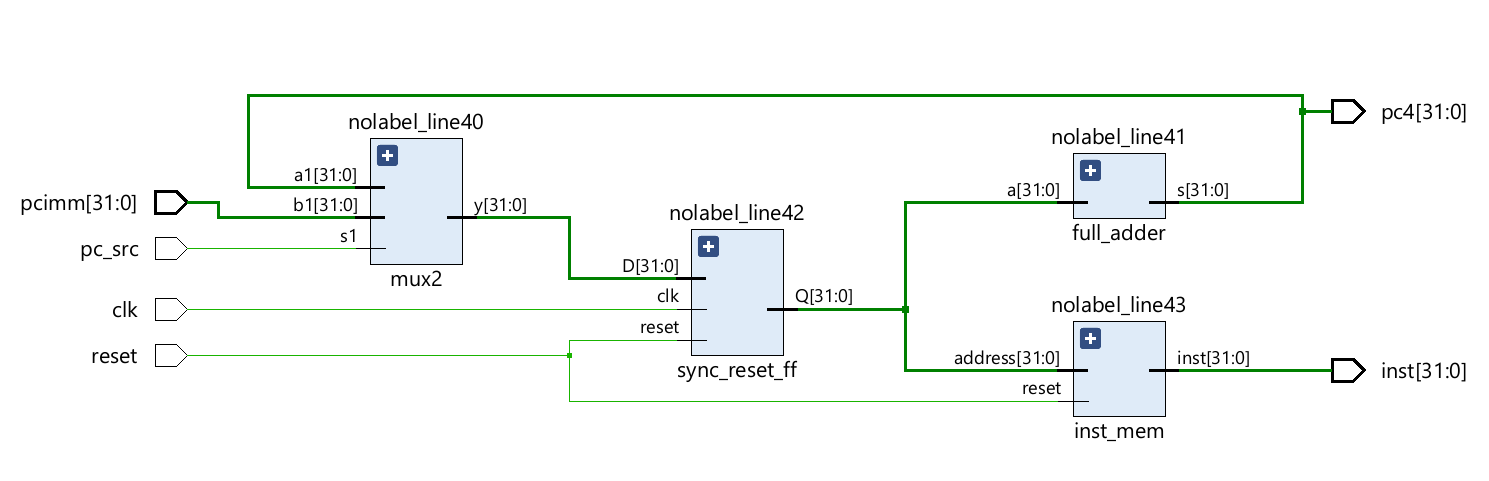 nolabel_line40
a1[31:0]
b1[31:0]
s1
y[31:0]
mux2
pcimm[31:0]
pc_src
clk
reset
nolabel_line42
D[31:0]
clk
reset
Q[31:0]
sync_reset_ff
nolabel_line41
a[31:0]
s[31:0]
full_adder
nolabel_line43
address[31:0]
reset
inst[31:0]
inst_mem
pc4[31:0]
inst[31:0]